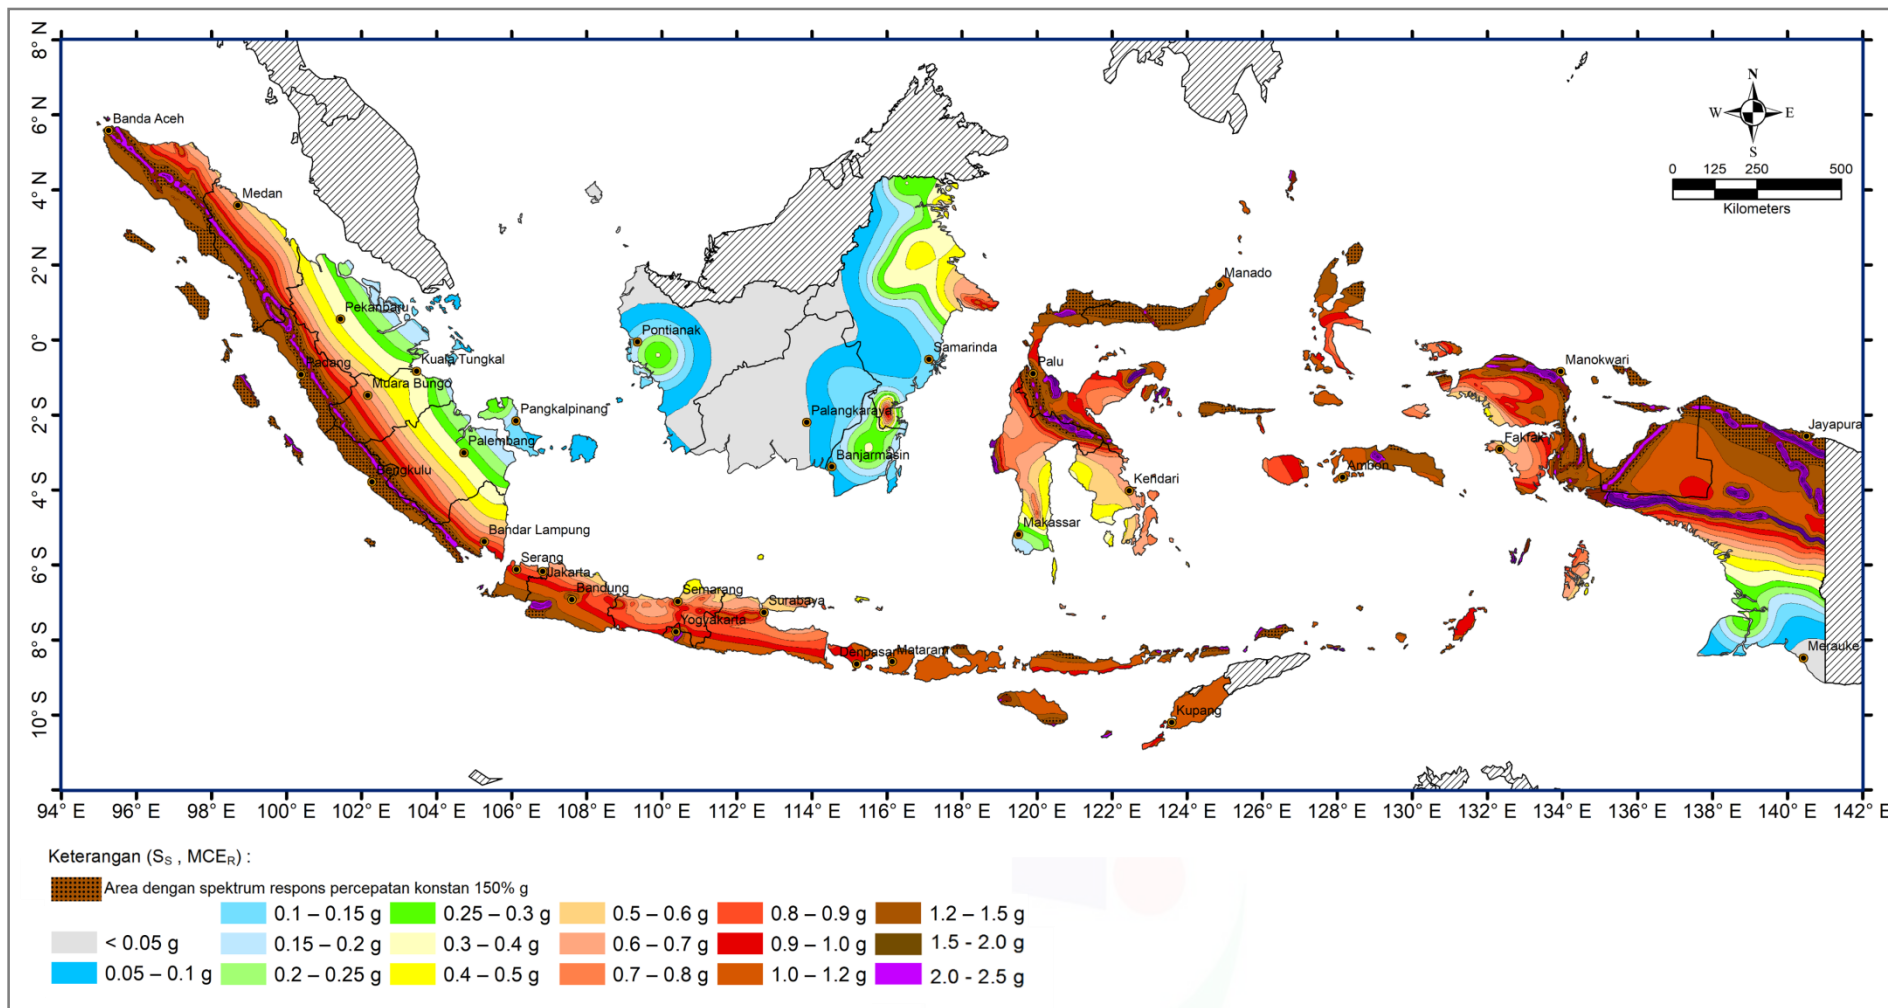 8° N
6° N
4° N
2° N
0°
2° S
4° S
6° S
8° S
10° S
94° E
96° E
98° E
100° E
102° E
104° E
106° E
108° E
110° E
112° E
114° E
116° E
118° E
120° E
122° E
124° E
126° E
128° E
130° E
132° E
134° E
136° E
138° E
140° E
142° E
N
W
E
S
0
125
250
500
Kilometers
Banda Aceh
Medan
Pekanbaru
Padang
Kuala Tungkal
Muara Bungo
Pangkalpinang
Palembang
Bengkulu
Bandar Lampung
Serang
Jakarta
Bandung
Semarang
Yogyakarta
Surabaya
Denpasar
Mataram
Kupang
Pontianak
Palangkaraya
Banjarmasin
Samarinda
Palu
Manado
Makassar
Kendari
Ambon
Fakfak
Manokwari
Jayapura
Merauke
Keterangan (SS , MCER) :
Area dengan spektrum respons percepatan konstan 150% g
< 0.05 g
0.05 – 0.1 g
0.1 – 0.15 g
0.15 – 0.2 g
0.2 – 0.25 g
0.25 – 0.3 g
0.3 – 0.4 g
0.4 – 0.5 g
0.5 – 0.6 g
0.6 – 0.7 g
0.7 – 0.8 g
0.8 – 0.9 g
0.9 – 1.0 g
1.0 – 1.2 g
1.2 – 1.5 g
1.5 - 2.0 g
2.0 - 2.5 g